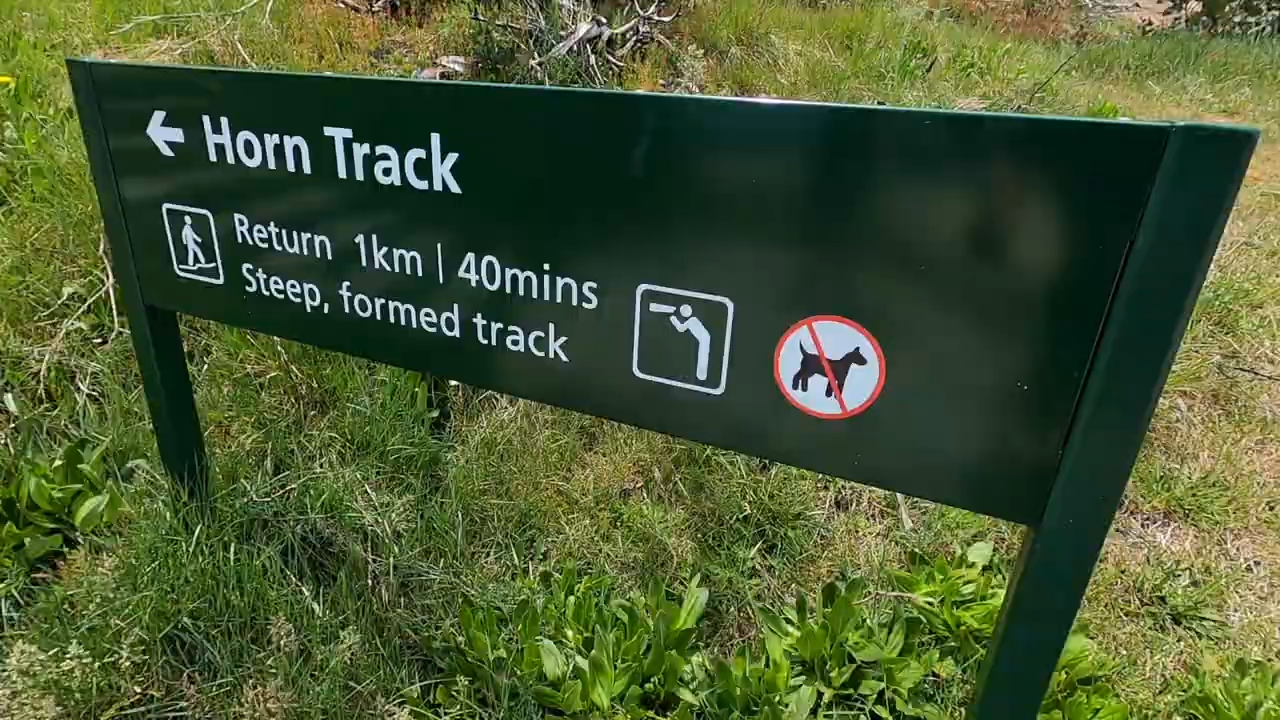 ← Horn Track
Return 1km | 40mins
Steep, formed track